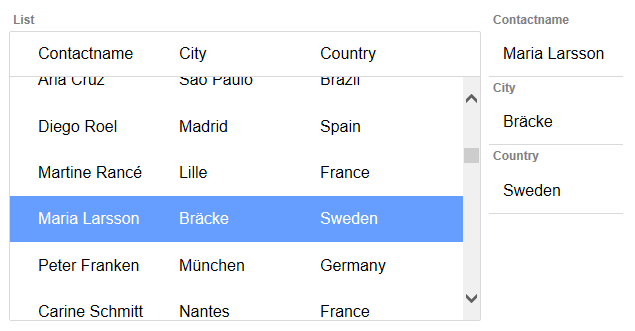 List
Contactname City Country
Ana Cruz São Paulo Brazil
Diego Roel Madrid Spain
Martine Rancé Lille France
Maria Larsson Bräcke Sweden
Peter Franken München Germany
Carine Schmitt Nantes France
Contactname
Maria Larsson
City
Bräcke
Country
Sweden